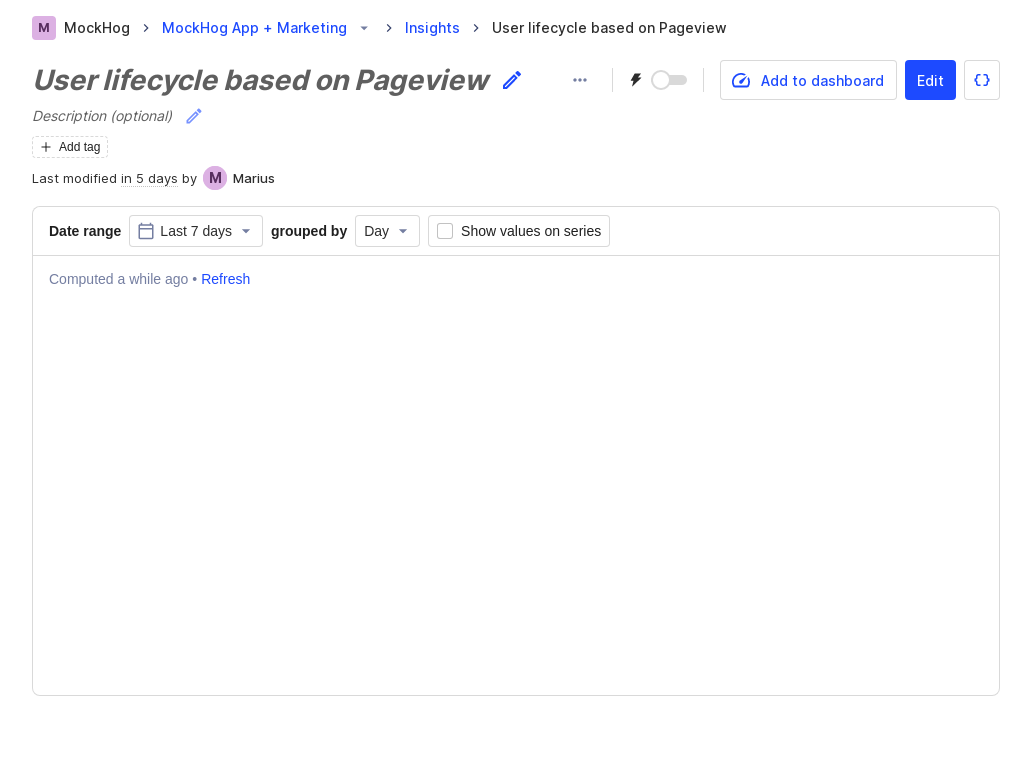 M MockHog MockHog App + Marketing Insights User lifecycle based on Pageview
User lifecycle based on Pageview
Add to dashboard Edit {}
Description (optional)
Add tag
Last modified in 5 days by M Marius
Date range Last 7 days grouped by Day Show values on series
Computed a while ago • Refresh